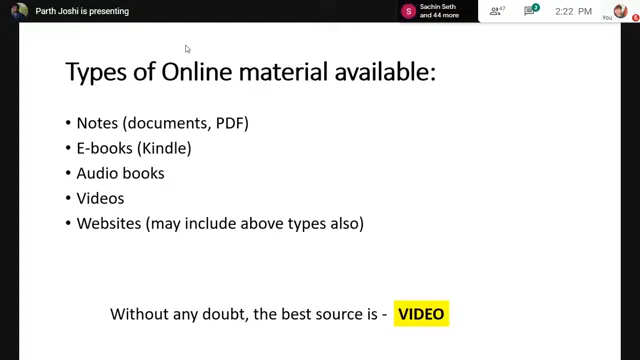 Parth Joshi is presenting
S
Sachin Seth
and 44 more
47
2
2:22 PM
You
Types of Online material available:
• Notes (documents, PDF)
• E-books (Kindle)
• Audio books
• Videos
• Websites (may include above types also)
Without any doubt, the best source is - VIDEO